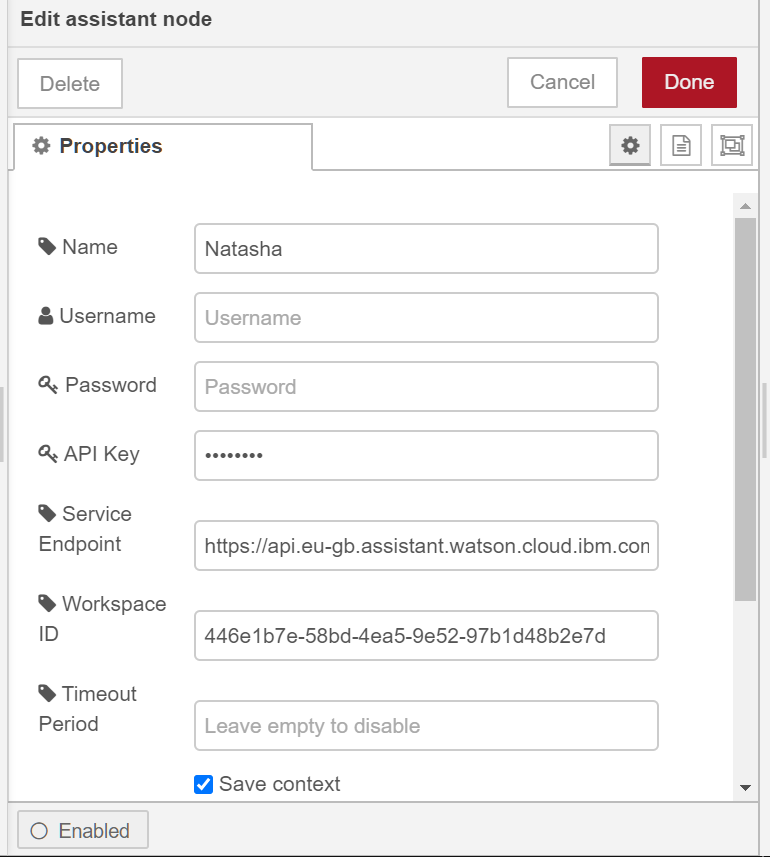 Edit assistant node
Delete
Cancel
Done
Properties
Name
Natasha
Username
Username
Password
Password
API Key
••••••••
Service
Endpoint
https://api.eu-gb.assistant.watson.cloud.ibm.con
Workspace
ID
446e1b7e-58bd-4ea5-9e52-97b1d48b2e7d
Timeout
Period
Leave empty to disable
Save context
Enabled